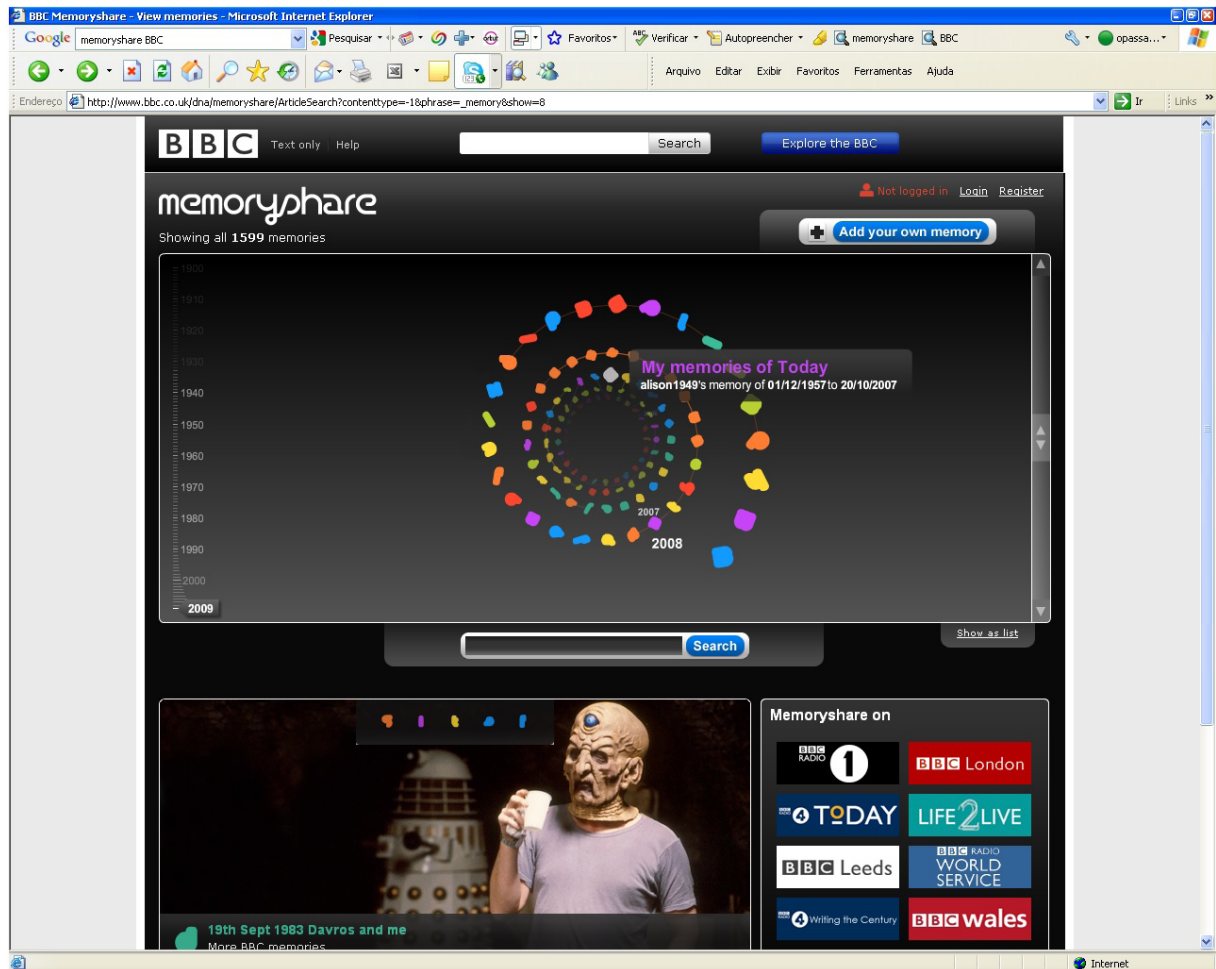 BBC Memoryshare - View memories - Microsoft Internet Explorer
Google memoryshare BBC Pesquisar Favoritos Verificar Autopreencher memoryshare BBC opassa...
Arquivo Editar Exibir Favoritos Ferramentas Ajuda
Endereço http://www.bbc.co.uk/dna/memoryshare/ArticleSearch?contenttype=-1&phrase=_memory&show=8 Ir Links »
BBC Text only Help Search Explore the BBC
memoryshare
Not logged in Login Register
Showing all 1599 memories
Add your own memory
1900
1910
1920
1930
1940
1950
1960
1970
1980
1990
2000
2009
My memories of Today
alison1949's memory of 01/12/1957to 20/10/2007
2007
2008
Show as list
Search
19th Sept 1983 Davros and me
More BBC memories
Memoryshare on
BBC RADIO 1
BBC London
4 TODAY
LIFE2LIVE
BBC Leeds
BBC RADIO WORLD SERVICE
4 Writing the Century
BBC wales
Internet